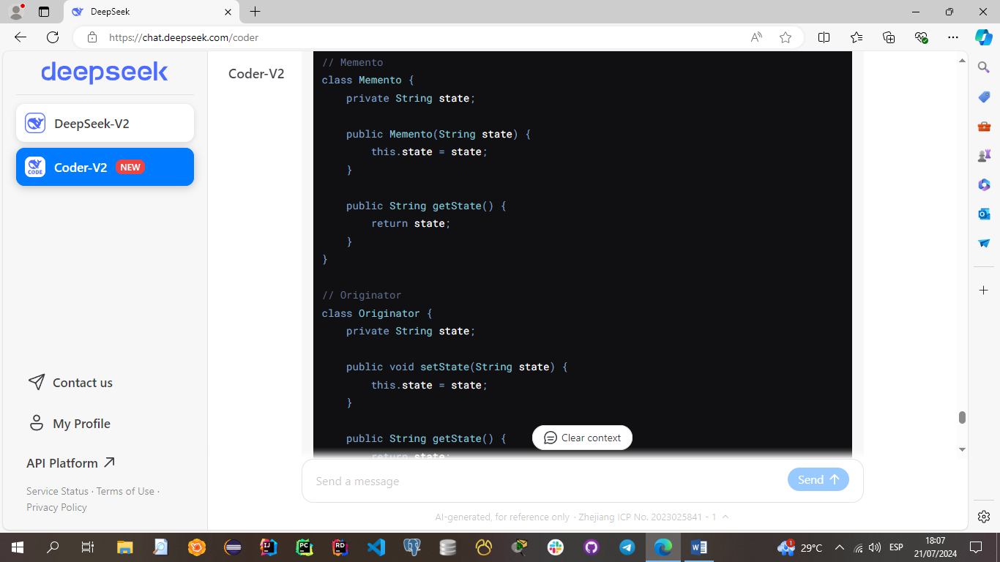 DeepSeek
https://chat.deepseek.com/coder
deepseek
DeepSeek-V2
CODE
Coder-V2 NEW
Contact us
My Profile
API Platform
Service Status · Terms of Use ·
Privacy Policy
Coder-V2
// Memento
class Memento {
    private String state;
    public Memento(String state) {
        this.state = state;
    }
    public String getState() {
        return state;
    }
}
// Originator
class Originator {
    private String state;
    public void setState(String state) {
        this.state = state;
    }
    public String getState() {
        return state;
Clear context
Send a message
Send
AI-generated, for reference only · Zhejiang ICP No. 2023025841 - 1
IJ
PC
RD
29°C
ESP
18:07
21/07/2024